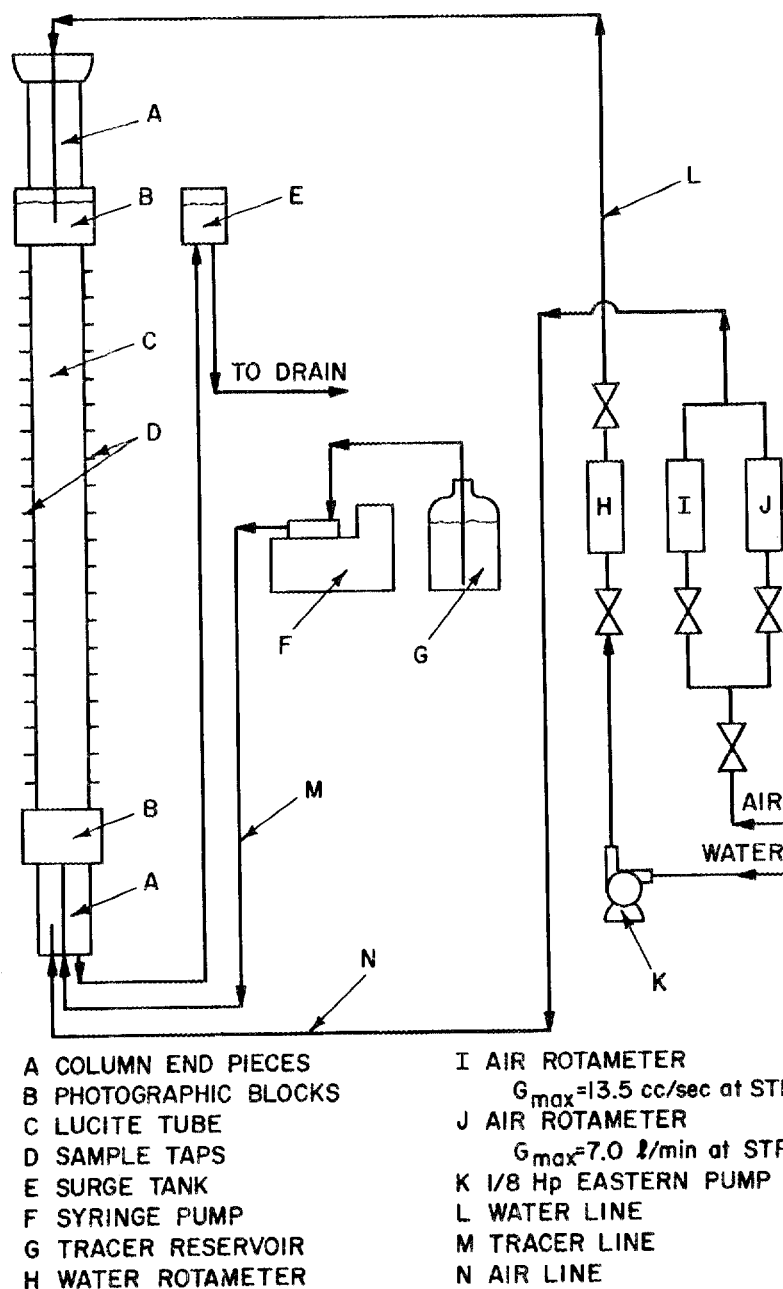 A
L
B
E
C
TO DRAIN
D
H
I
J
F
G
M
B
AIR
WATER
A
N
K
A COLUMN END PIECES
B PHOTOGRAPHIC BLOCKS
C LUCITE TUBE
D SAMPLE TAPS
E SURGE TANK
F SYRINGE PUMP
G TRACER RESERVOIR
H WATER ROTAMETER
I AIR ROTAMETER
Gmax=13.5 cc/sec at ST
J AIR ROTAMETER
Gmax=7.0 ℓ/min at STP
K 1/8 Hp EASTERN PUMP
L WATER LINE
M TRACER LINE
N AIR LINE